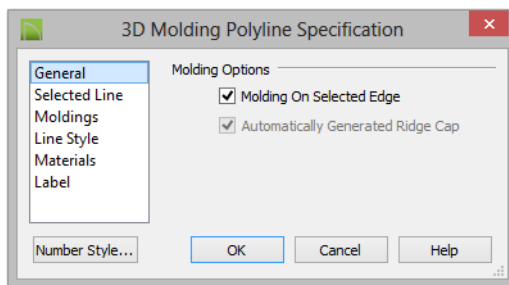 3D Molding Polyline Specification
General
Selected Line
Moldings
Line Style
Materials
Label
Molding Options
Molding On Selected Edge
Automatically Generated Ridge Cap
Number Style...
OK
Cancel
Help